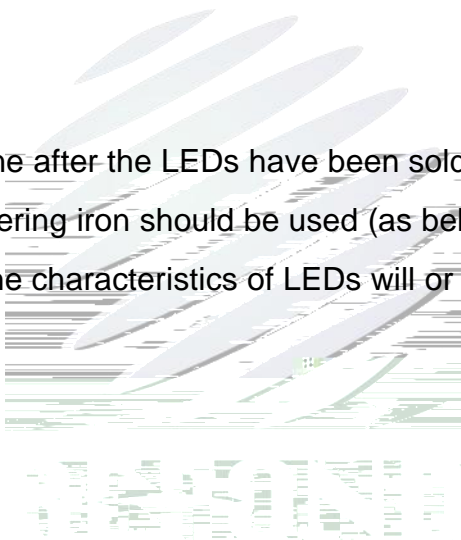 ne after the LEDs have been sold
ering iron should be used (as bel
ne characteristics of LEDs will or